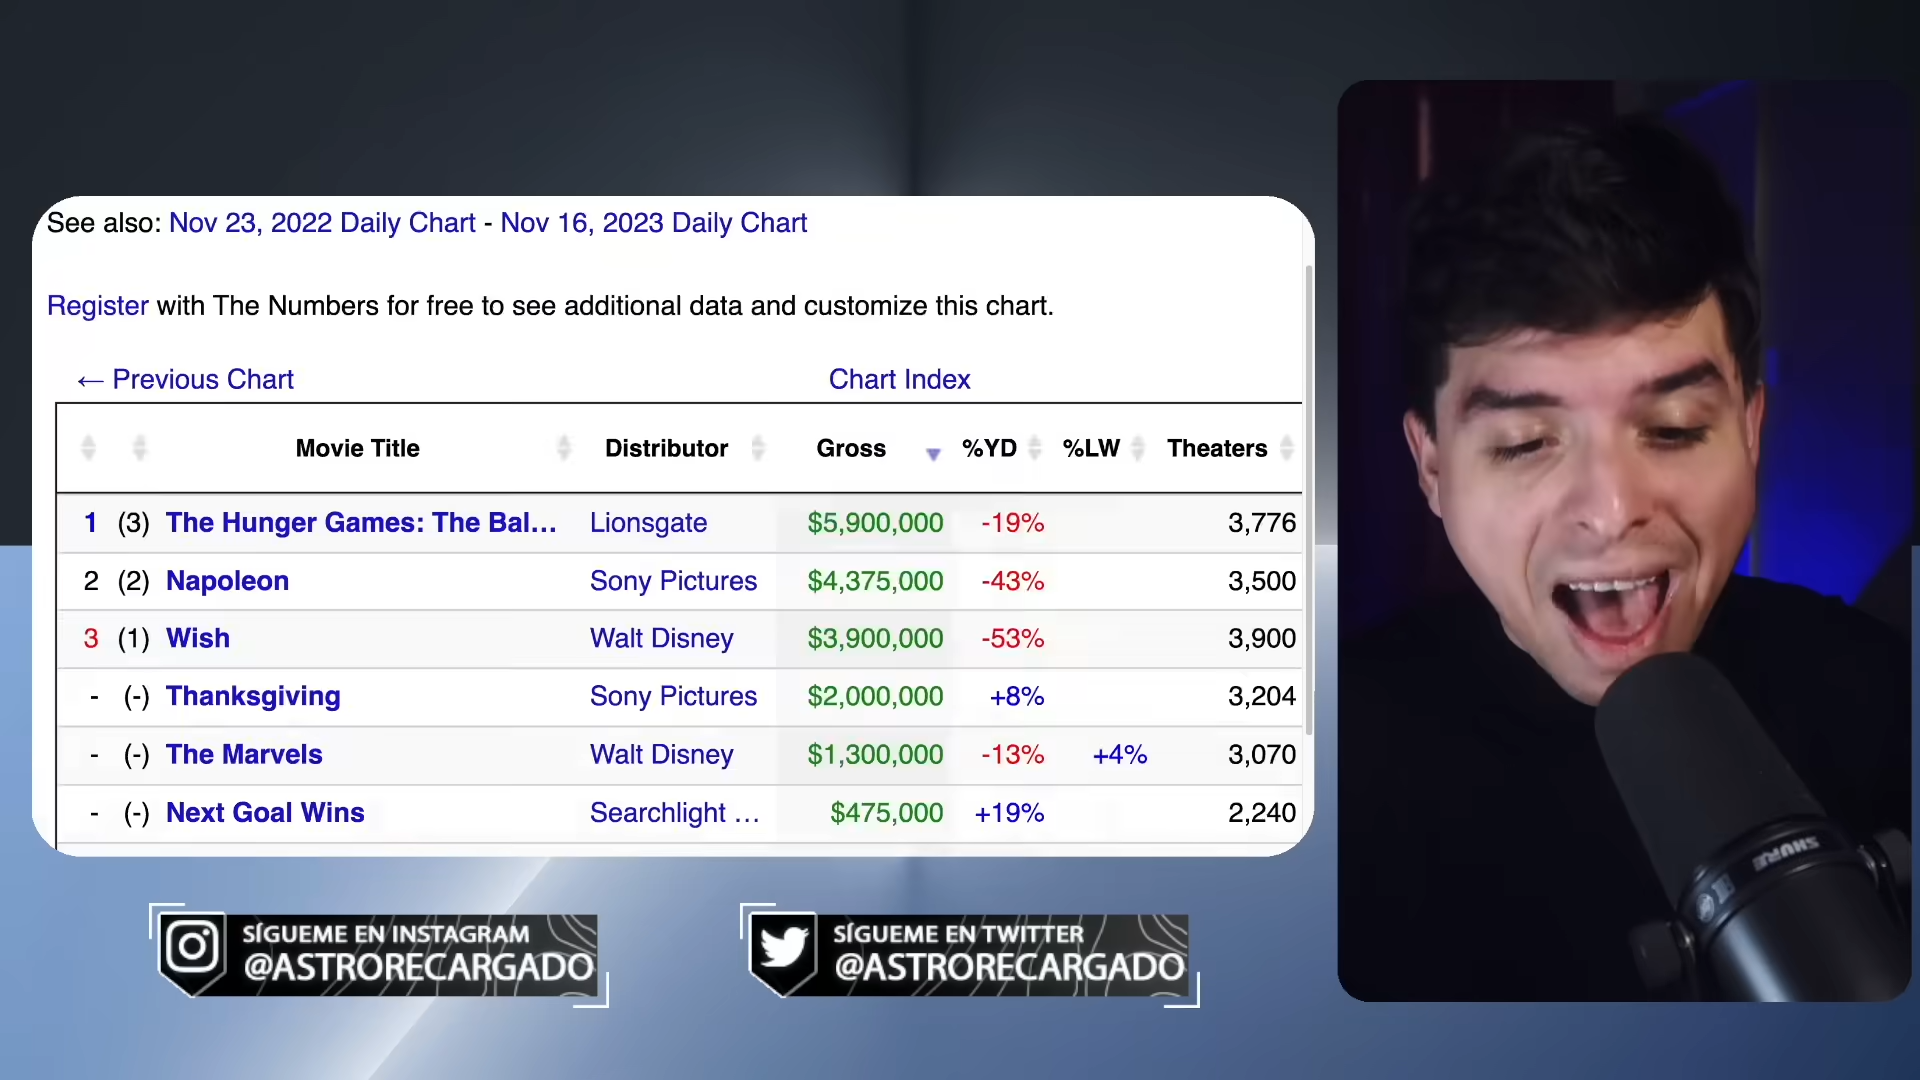 See also: Nov 23, 2022 Daily Chart - Nov 16, 2023 Daily Chart
Register with The Numbers for free to see additional data and customize this chart.
← Previous Chart Chart Index
Movie Title Distributor Gross %YD %LW Theaters
1 (3) The Hunger Games: The Bal... Lionsgate $5,900,000 -19% 3,776
2 (2) Napoleon Sony Pictures $4,375,000 -43% 3,500
3 (1) Wish Walt Disney $3,900,000 -53% 3,900
- (-) Thanksgiving Sony Pictures $2,000,000 +8% 3,204
- (-) The Marvels Walt Disney $1,300,000 -13% +4% 3,070
- (-) Next Goal Wins Searchlight ... $475,000 +19% 2,240
SÍGUEME EN INSTAGRAM
@ASTRORECARGADO
SÍGUEME EN TWITTER
@ASTRORECARGADO
SHURE